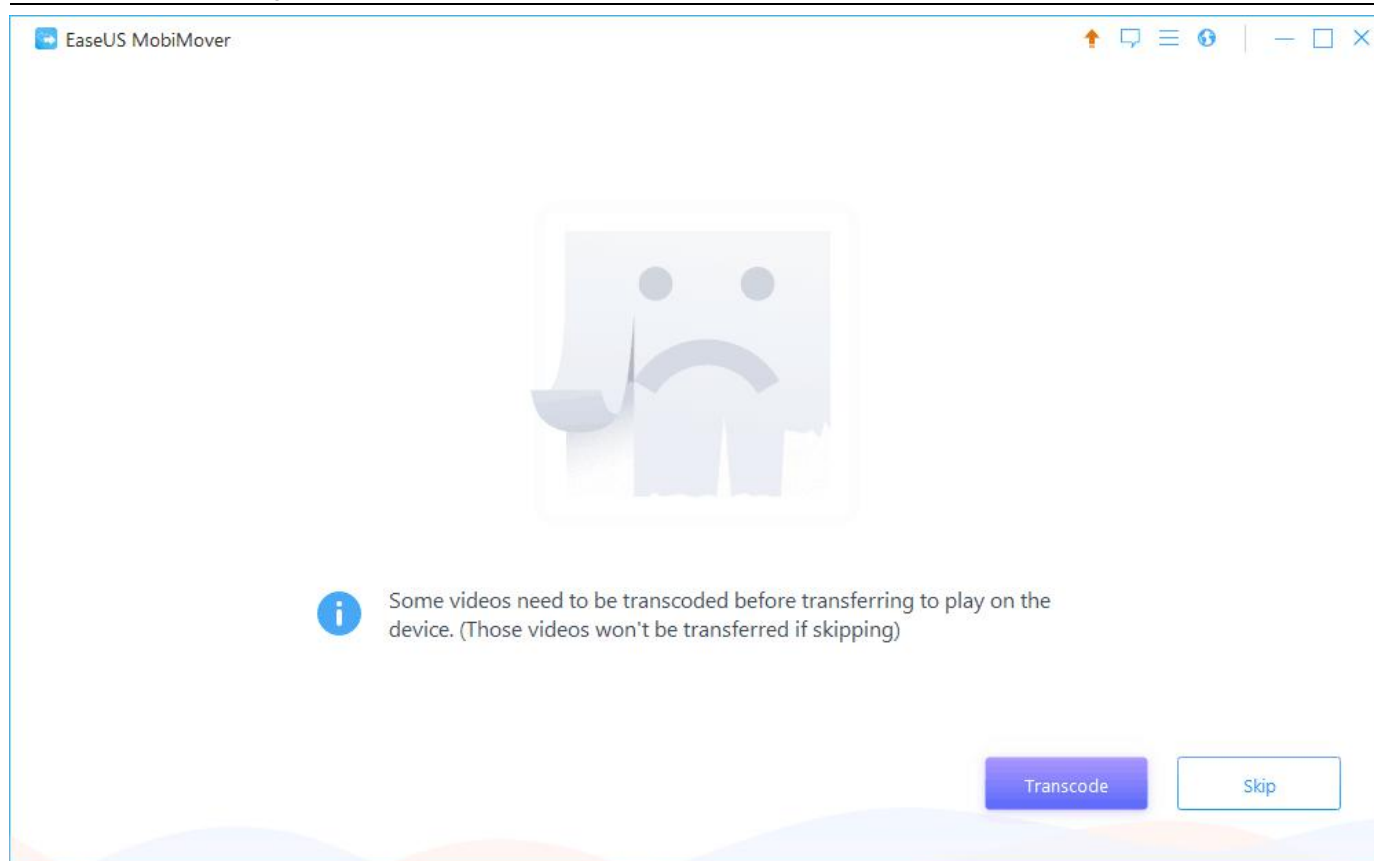 EaseUS MobiMover
Some videos need to be transcoded before transferring to play on the
device. (Those videos won't be transferred if skipping)
Transcode
Skip